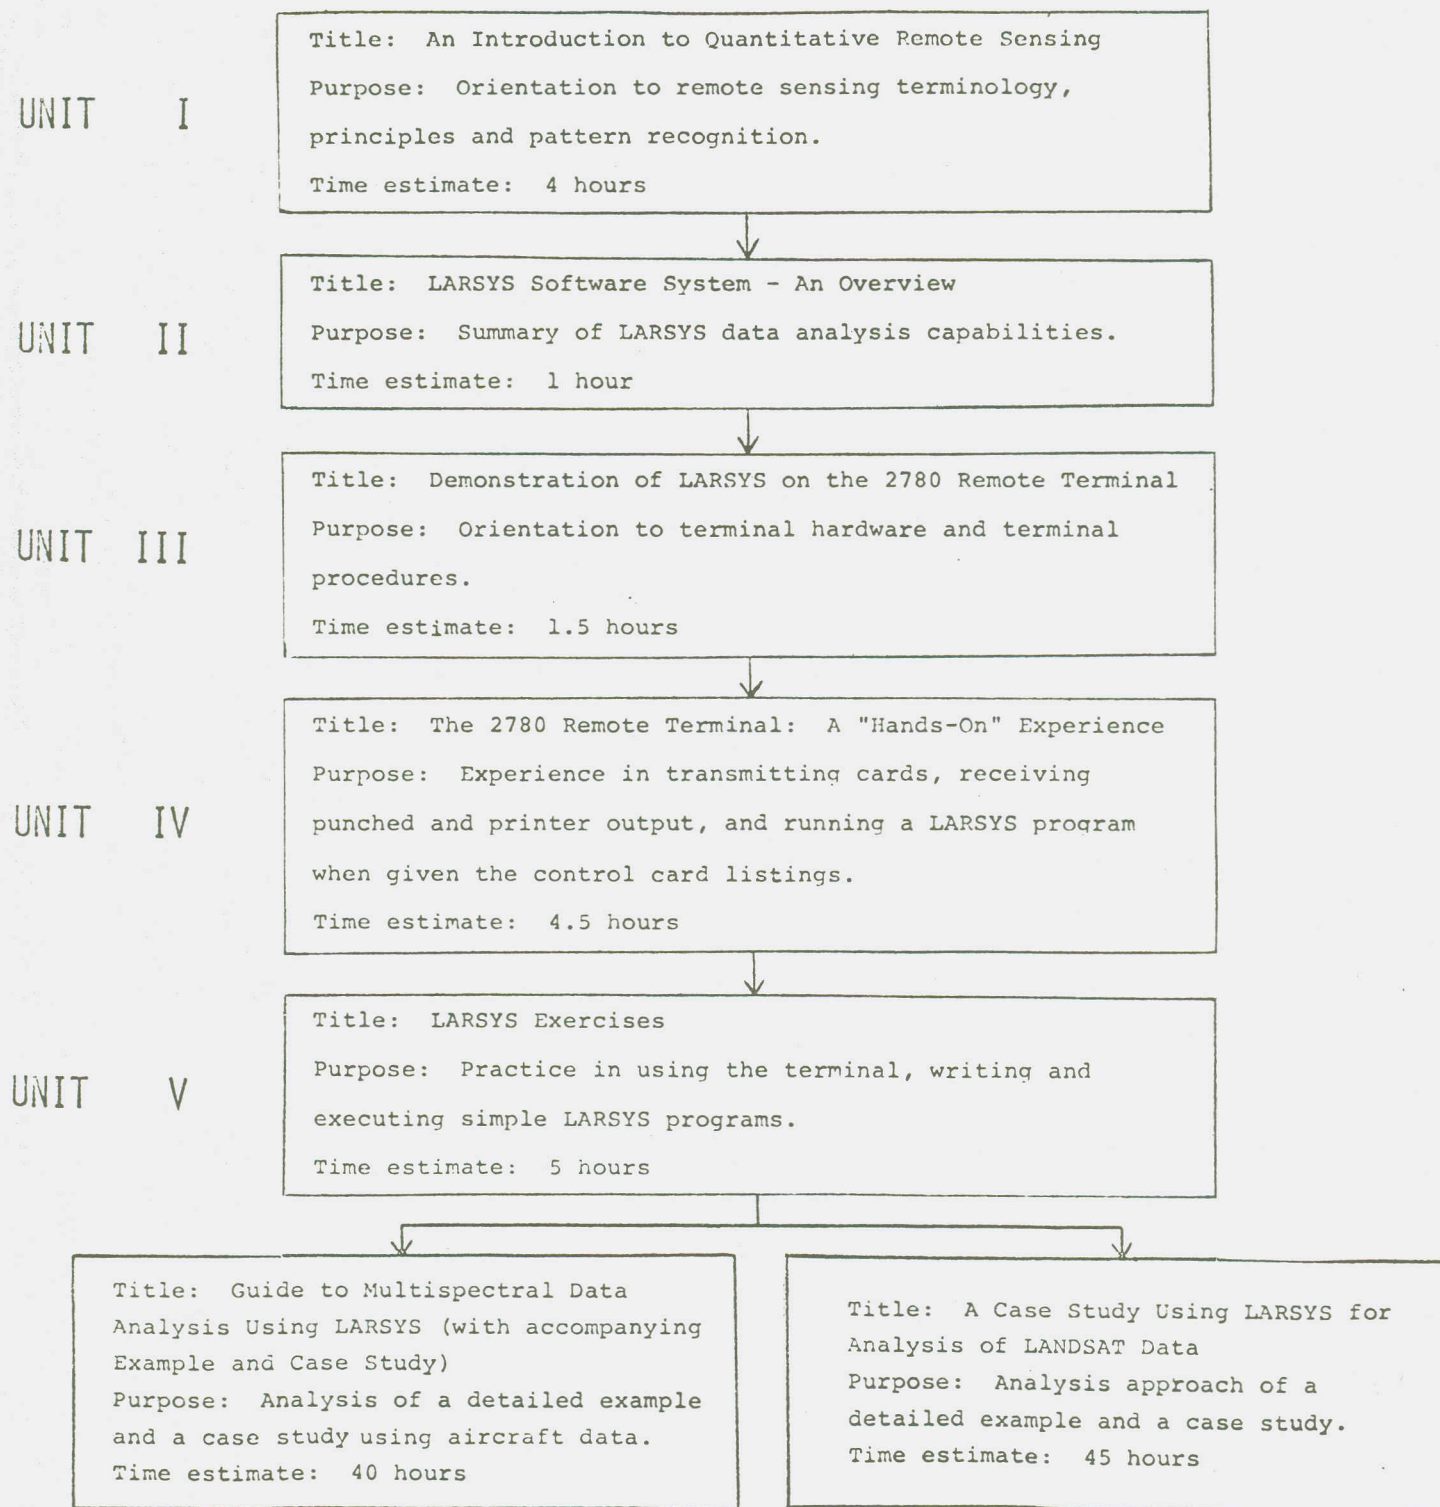 Title: An Introduction to Quantitative Remote Sensing
Purpose: Orientation to remote sensing terminology,
UNIT I
principles and pattern recognition.
Time estimate: 4 hours
Title: LARSYS Software System - An Overview
UNIT II
Purpose: Summary of LARSYS data analysis capabilities.
Time estimate: 1 hour
Title: Demonstration of LARSYS on the 2780 Remote Terminal
Purpose: Orientation to terminal hardware and terminal
UNIT III
procedures.
Time estimate: 1.5 hours
Title: The 2780 Remote Terminal: A "Hands-On" Experience
Purpose: Experience in transmitting cards, receiving
UNIT IV
punched and printer output, and running a LARSYS program
when given the control card listings.
Time estimate: 4.5 hours
Title: LARSYS Exercises
Purpose: Practice in using the terminal, writing and
UNIT V
executing simple LARSYS programs.
Time estimate: 5 hours
Title: Guide to Multispectral Data
Analysis Using LARSYS (with accompanying
Example and Case Study)
Purpose: Analysis of a detailed example
and a case study using aircraft data.
Time estimate: 40 hours
Title: A Case Study Using LARSYS for
Analysis of LANDSAT Data
Purpose: Analysis approach of a
detailed example and a case study.
Time estimate: 45 hours